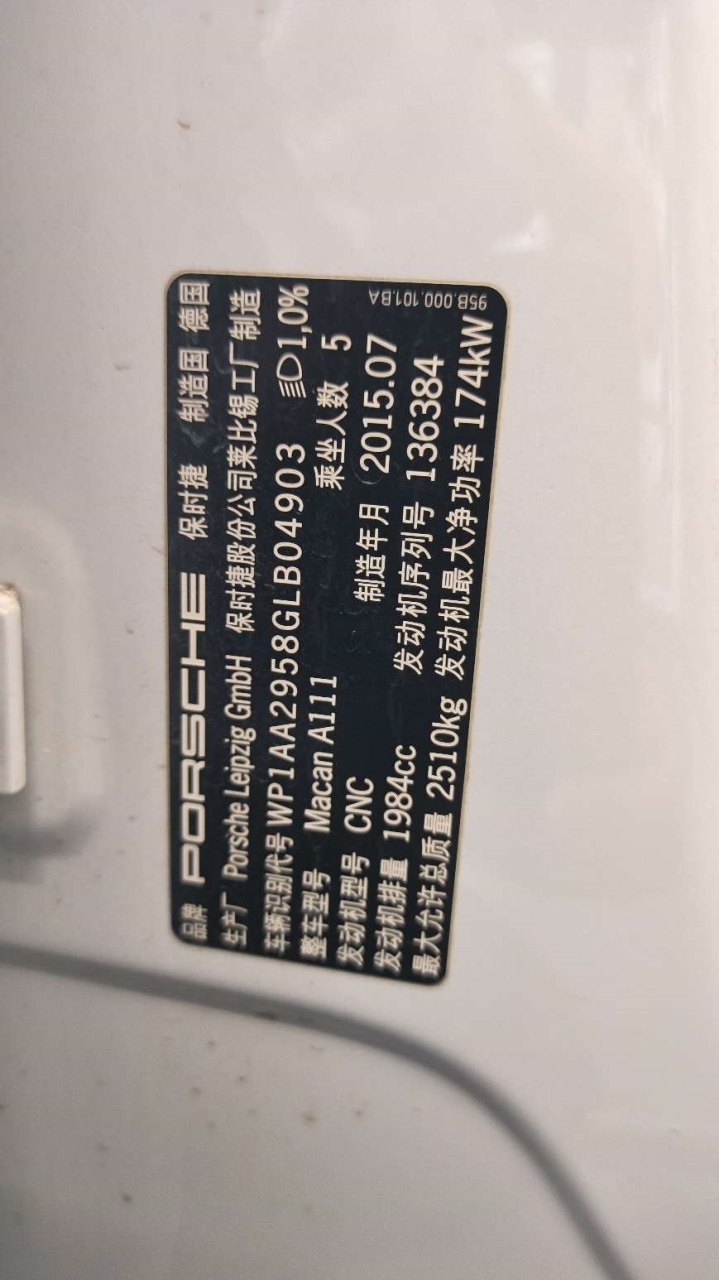 品牌 PORSCHE 保时捷 制造国 德国
生产厂 Porsche Leipzig GmbH 保时捷股份公司莱比锡工厂制造
车辆识别代号 WP1AA2958GLB04903 1,0%
整车型号 Macan A111 乘坐人数 5
发动机型号 CNC 制造年月 2015.07
发动机排量 1984cc 发动机序列号 136384
最大允许总质量 2510kg 发动机最大净功率 174kW
95B.000.101.BA